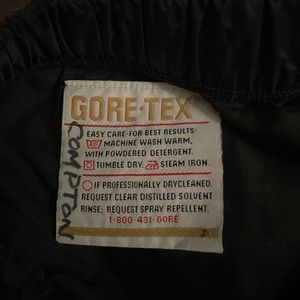 GORE-TEX
EASY CARE-FOR BEST RESULTS:
MACHINE WASH WARM,
WITH POWDERED DETERGENT.
TUMBLE DRY. STEAM IRON.
IF PROFESSIONALLY DRYCLEANED,
REQUEST CLEAR DISTILLED SOLVENT
RINSE; REQUEST SPRAY REPELLENT.
1-800-431-GORE
COMPTON